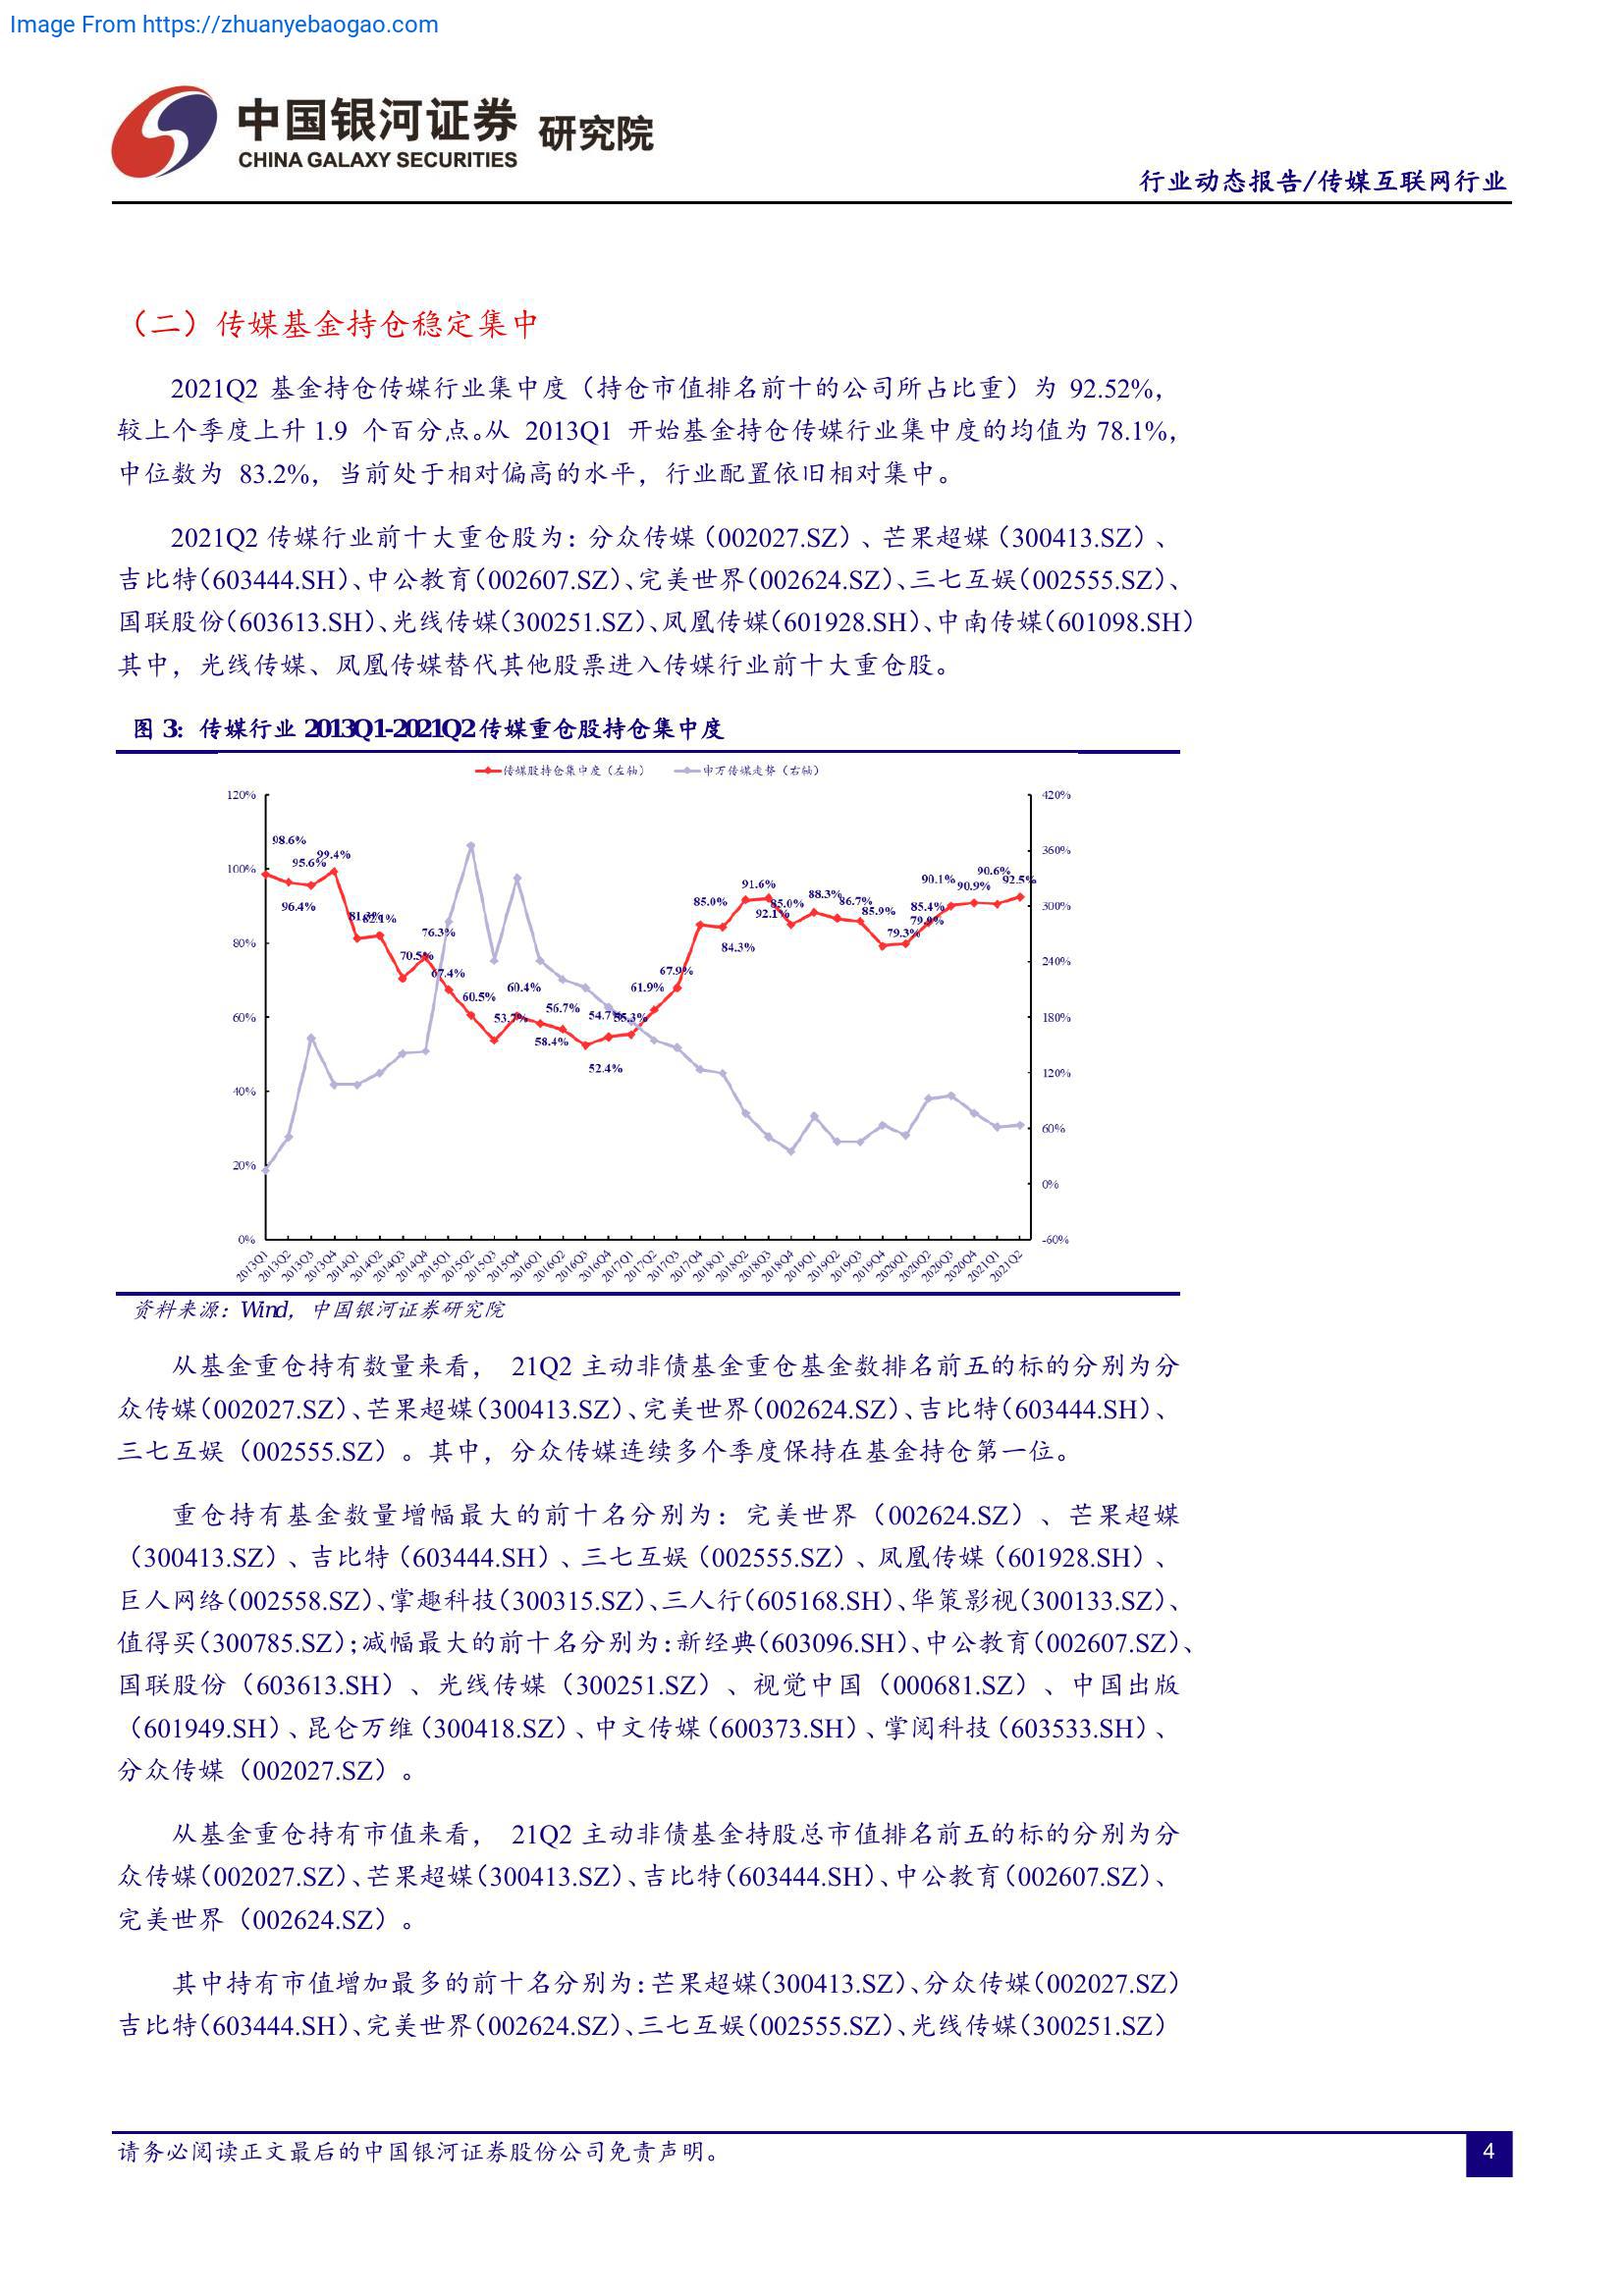 Image From https://zhuanyebaogao.com
中国银河证券 研究院
CHINA GALAXY SECURITIES
行业动态报告/传媒互联网行业
（二）传媒基金持仓稳定集中
2021Q2 基金持仓传媒行业集中度（持仓市值排名前十的公司所占比重）为 92.52%，
较上个季度上升 1.9 个百分点。从 2013Q1 开始基金持仓传媒行业集中度的均值为 78.1%，
中位数为 83.2%，当前处于相对偏高的水平，行业配置依旧相对集中。
2021Q2 传媒行业前十大重仓股为：分众传媒（002027.SZ）、芒果超媒（300413.SZ）、
吉比特（603444.SH）、中公教育（002607.SZ）、完美世界（002624.SZ）、三七互娱（002555.SZ）、
国联股份（603613.SH）、光线传媒（300251.SZ）、凤凰传媒（601928.SH）、中南传媒（601098.SH）
其中，光线传媒、凤凰传媒替代其他股票进入传媒行业前十大重仓股。
图 3：传媒行业 2013Q1-2021Q2 传媒重仓股持仓集中度
传媒股持仓集中度（左轴） 申万传媒走势（右轴）
120% 420%
360%
100%
300%
80%
240%
60% 180%
40% 120%
60%
20%
0%
0% -60%
98.6% 96.4% 95.6% 99.4% 81.3% 82.1% 70.5% 76.3% 67.4% 60.5% 53.7% 60.4% 58.4% 56.7% 52.4% 54.7% 55.3% 61.9% 67.9% 85.0% 84.3% 91.6% 92.1% 85.0% 88.3% 86.7% 85.9% 79.3% 79.9% 85.4% 90.1% 90.9% 90.6% 92.5%
2013Q1 2013Q2 2013Q3 2013Q4 2014Q1 2014Q2 2014Q3 2014Q4 2015Q1 2015Q2 2015Q3 2015Q4 2016Q1 2016Q2 2016Q3 2016Q4 2017Q1 2017Q2 2017Q3 2017Q4 2018Q1 2018Q2 2018Q3 2018Q4 2019Q1 2019Q2 2019Q3 2019Q4 2020Q1 2020Q2 2020Q3 2020Q4 2021Q1 2021Q2
资料来源：Wind，中国银河证券研究院
从基金重仓持有数量来看， 21Q2 主动非债基金重仓基金数排名前五的标的分别为分
众传媒（002027.SZ）、芒果超媒（300413.SZ）、完美世界（002624.SZ）、吉比特（603444.SH）、
三七互娱（002555.SZ）。其中，分众传媒连续多个季度保持在基金持仓第一位。
重仓持有基金数量增幅最大的前十名分别为：完美世界（002624.SZ）、芒果超媒
（300413.SZ）、吉比特（603444.SH）、三七互娱（002555.SZ）、凤凰传媒（601928.SH）、
巨人网络（002558.SZ）、掌趣科技（300315.SZ）、三人行（605168.SH）、华策影视（300133.SZ）、
值得买（300785.SZ）；减幅最大的前十名分别为：新经典（603096.SH）、中公教育（002607.SZ）、
国联股份（603613.SH）、光线传媒（300251.SZ）、视觉中国（000681.SZ）、中国出版
（601949.SH）、昆仑万维（300418.SZ）、中文传媒（600373.SH）、掌阅科技（603533.SH）、
分众传媒（002027.SZ）。
从基金重仓持有市值来看， 21Q2 主动非债基金持股总市值排名前五的标的分别为分
众传媒（002027.SZ）、芒果超媒（300413.SZ）、吉比特（603444.SH）、中公教育（002607.SZ）、
完美世界（002624.SZ）。
其中持有市值增加最多的前十名分别为：芒果超媒（300413.SZ）、分众传媒（002027.SZ）
吉比特（603444.SH）、完美世界（002624.SZ）、三七互娱（002555.SZ）、光线传媒（300251.SZ）
请务必阅读正文最后的中国银河证券股份公司免责声明。
4